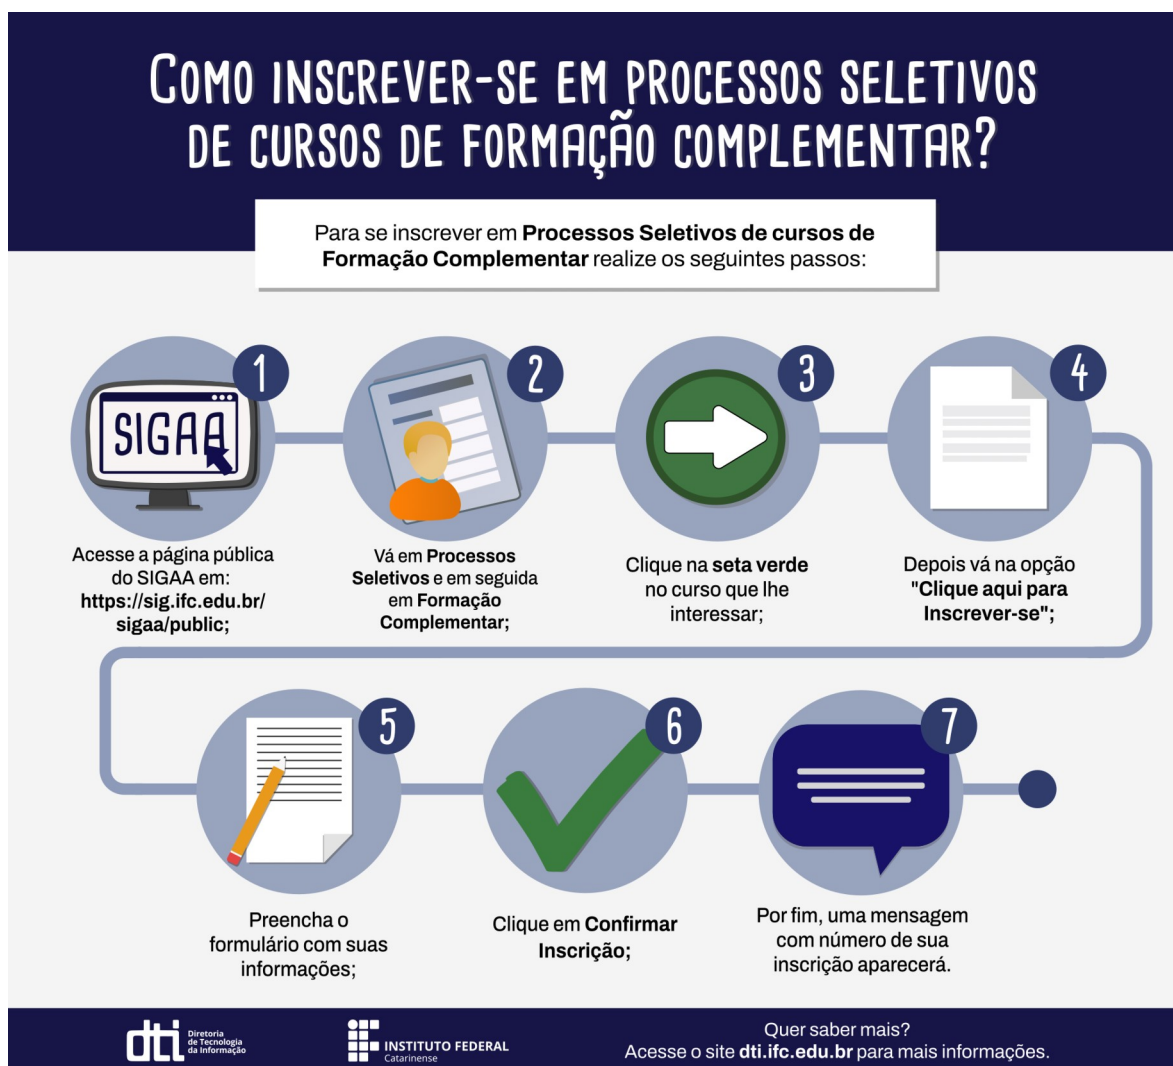 COMO INSCREVER-SE EM PROCESSOS SELETIVOS
DE CURSOS DE FORMAÇÃO COMPLEMENTAR?
Para se inscrever em Processos Seletivos de cursos de
Formação Complementar realize os seguintes passos:
1
SIGAA
Acesse a página pública
do SIGAA em:
https://sig.ifc.edu.br/
sigaa/public;
2
Vá em Processos
Seletivos e em seguida
em Formação
Complementar;
3
Clique na seta verde
no curso que lhe
interessar;
4
Depois vá na opção
"Clique aqui para
Inscrever-se";
5
Preencha o
formulário com suas
informações;
6
Clique em Confirmar
Inscrição;
7
Por fim, uma mensagem
com número de sua
inscrição aparecerá.
dti
Diretoria
de Tecnologia
da Informação
INSTITUTO FEDERAL
Catarinense
Quer saber mais?
Acesse o site dti.ifc.edu.br para mais informações.